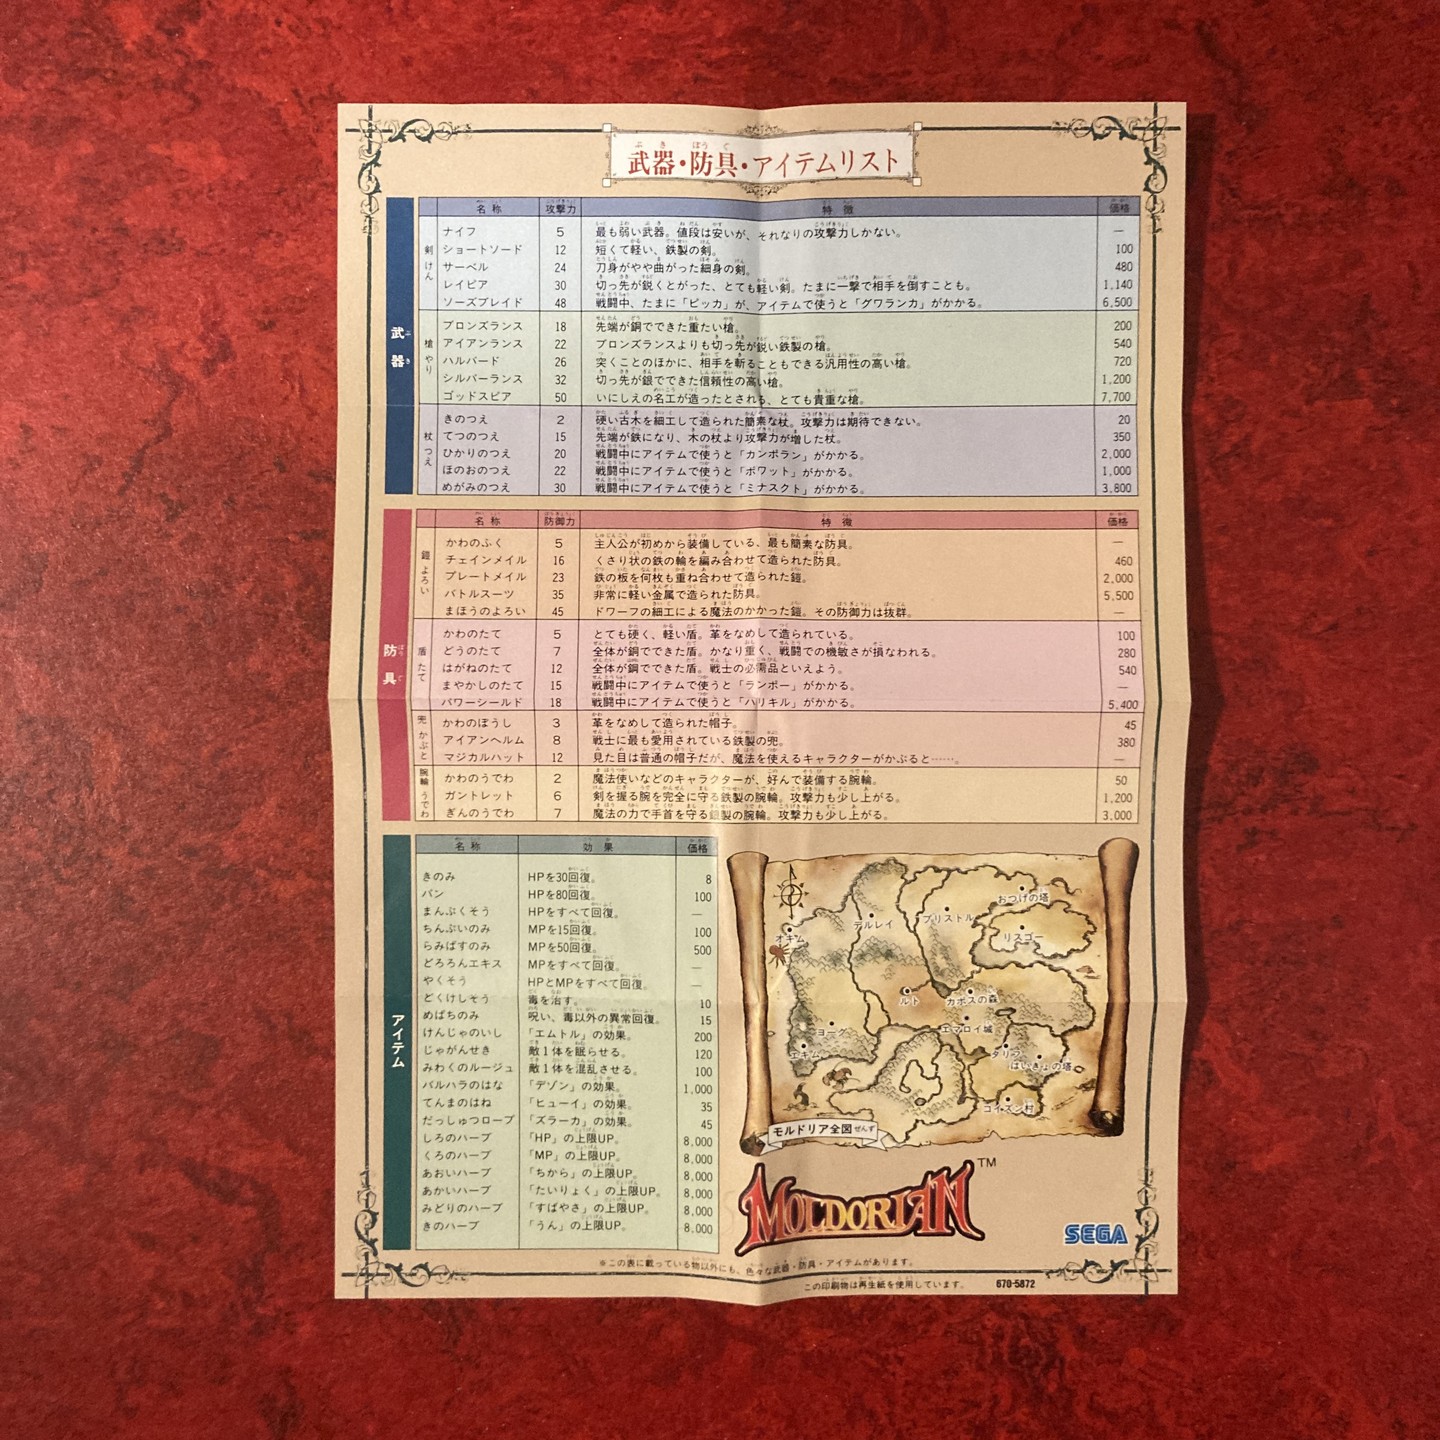 武器・防具・アイテムリスト
武器
名称 攻撃力 特徴 価格
剣 けん
ナイフ 5 最も弱い武器。値段は安いが、それなりの攻撃力しかない。 —
ショートソード 12 短くて軽い、鉄製の剣。 100
サーベル 24 刀身がやや曲がった細身の剣。 480
レイピア 30 切っ先が鋭くとがった、とても軽い剣。たまに一撃で相手を倒すことも。 1,140
ソーズブレイド 48 戦闘中、たまに「ピッカ」が、アイテムで使うと「グワランカ」がかかる。 6,500
槍 やり
ブロンズランス 18 先端が銅でできた重たい槍。 200
アイアンランス 22 ブロンズランスよりも切っ先が鋭い鉄製の槍。 540
ハルバード 26 突くことのほかに、相手を斬ることもできる汎用性の高い槍。 720
シルバーランス 32 切っ先が銀でできた信頼性の高い槍。 1,200
ゴッドスピア 50 いにしえの名工が造ったとされる、とても貴重な槍。 7,700
杖 つえ
きのつえ 2 硬い古木を細工して造られた簡素な杖。攻撃力は期待できない。 20
てつのつえ 15 先端が鉄になり、木の杖より攻撃力が増した杖。 350
ひかりのつえ 20 戦闘中にアイテムで使うと「カンポラン」がかかる。 2,000
ほのおのつえ 22 戦闘中にアイテムで使うと「ボワット」がかかる。 1,000
めがみのつえ 30 戦闘中にアイテムで使うと「ミナスクト」がかかる。 3,800
防具
名称 防御力 特徴 価格
鎧 よろい
かわのふく 5 主人公が初めから装備している、最も簡素な防具。 —
チェインメイル 16 くさり状の鉄の輪を編み合わせて造られた防具。 460
プレートメイル 23 鉄の板を何枚も重ね合わせて造られた鎧。 2,000
バトルスーツ 35 非常に軽い金属で造られた防具。 5,500
まほうのよろい 45 ドワーフの細工による魔法のかかった鎧。その防御力は抜群。 —
盾 たて
かわのたて 5 とても硬く、軽い盾。革をなめして造られている。 100
どうのたて 7 全体が銅でできた盾。かなり重く、戦闘での機敏さが損なわれる。 280
はがねのたて 12 全体が鋼でできた盾。戦士の必需品といえよう。 540
まやかしのたて 15 戦闘中にアイテムで使うと「ランポー」がかかる。 —
パワーシールド 18 戦闘中にアイテムで使うと「ハリキル」がかかる。 5,400
兜 かぶと
かわのぼうし 3 革をなめして造られた帽子。 45
アイアンヘルム 8 戦士に最も愛用されている鉄製の兜。 380
マジカルハット 12 見た目は普通の帽子だが、魔法を使えるキャラクターがかぶると……。 —
腕輪 うでわ
かわのうでわ 2 魔法使いなどのキャラクターが、好んで装備する腕輪。 50
ガントレット 6 剣を握る腕を完全に守る鉄製の腕輪。攻撃力も少し上がる。 1,200
ぎんのうでわ 7 魔法の力で手首を守る銀製の腕輪。攻撃力も少し上がる。 3,000
アイテム
名称 効果 価格
きのみ HPを30回復。 8
パン HPを80回復。 100
まんぷくそう HPをすべて回復。 —
ちんぷいのみ MPを15回復。 100
らみぱすのみ MPを50回復。 500
どろろんエキス MPをすべて回復。 —
やくそう HPとMPをすべて回復。 —
どくけしそう 毒を治す。 10
めぱちのみ 呪い、毒以外の異常回復。 15
けんじゃのいし 「エムトル」の効果。 200
じゃがんせき 敵1体を眠らせる。 120
みわくのルージュ 敵1体を混乱させる。 100
バルハラのはな 「デゾン」の効果。 1,000
てんまのはね 「ヒューイ」の効果。 35
だっしゅつロープ 「ズラーカ」の効果。 45
しろのハーブ 「HP」の上限UP。 8,000
くろのハーブ 「MP」の上限UP。 8,000
あおいハーブ 「ちから」の上限UP。 8,000
あかいハーブ 「たいりょく」の上限UP。 8,000
みどりのハーブ 「すばやさ」の上限UP。 8,000
きのハーブ 「うん」の上限UP。 8,000
おつげの塔
デルレイ
ブリストル
オキム
リスゴー
ルト
カボスの森
ヨーグ
エマロイ城
エキム
タリフ
はいきょの塔
コイズン村
モルドリア全図 ぜんず
MOLDORIAN™
SEGA
※この表に載っている物以外にも、色々な武器・防具・アイテムがあります。
この印刷物は再生紙を使用しています。 670-5872